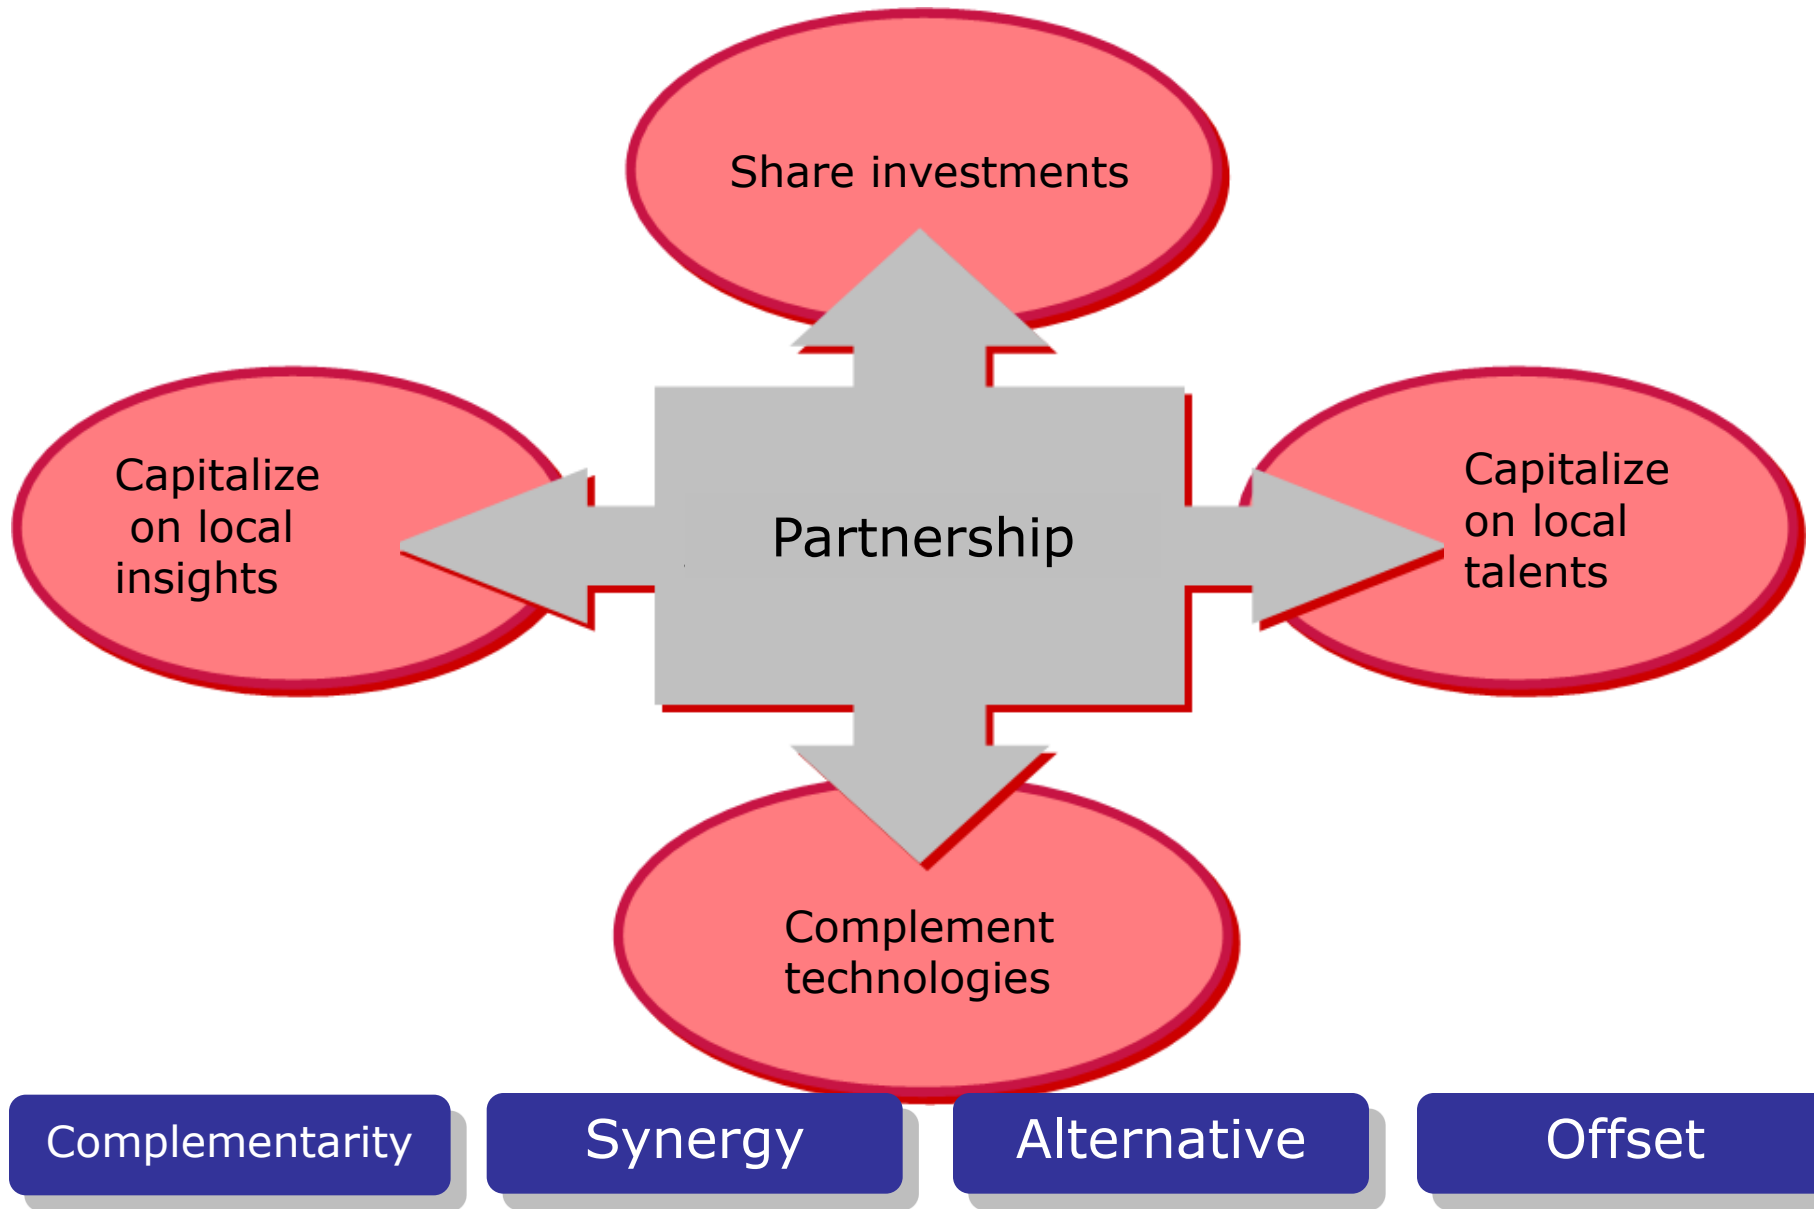 Share investments
Capitalize
on local
insights
Partnership
Capitalize
on local
talents
Complement
technologies
Complementarity
Synergy
Alternative
Offset